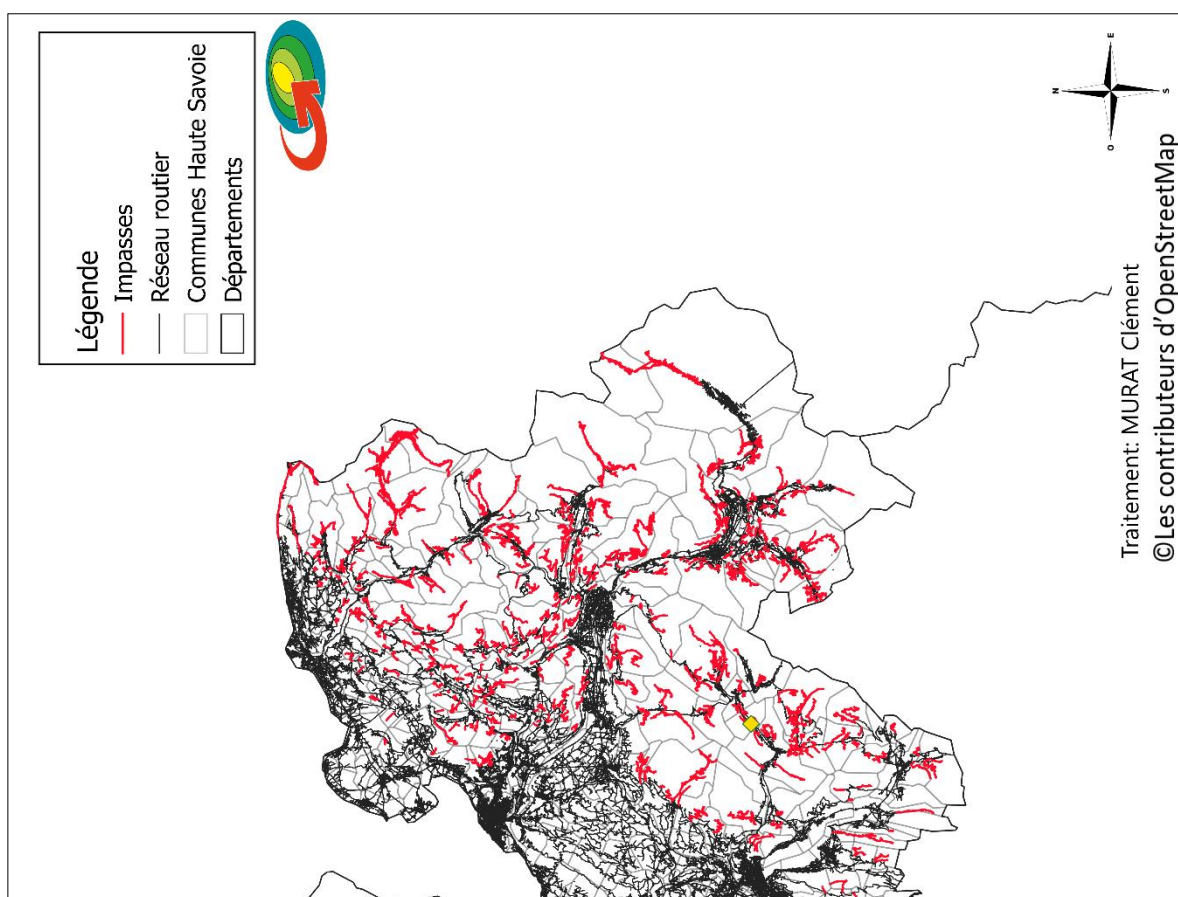 Légende
Impasses
Réseau routier
Communes Haute Savoie
Départements
N
E
S
O
Traitement: MURAT Clément
©Les contributeurs d'OpenStreetMap